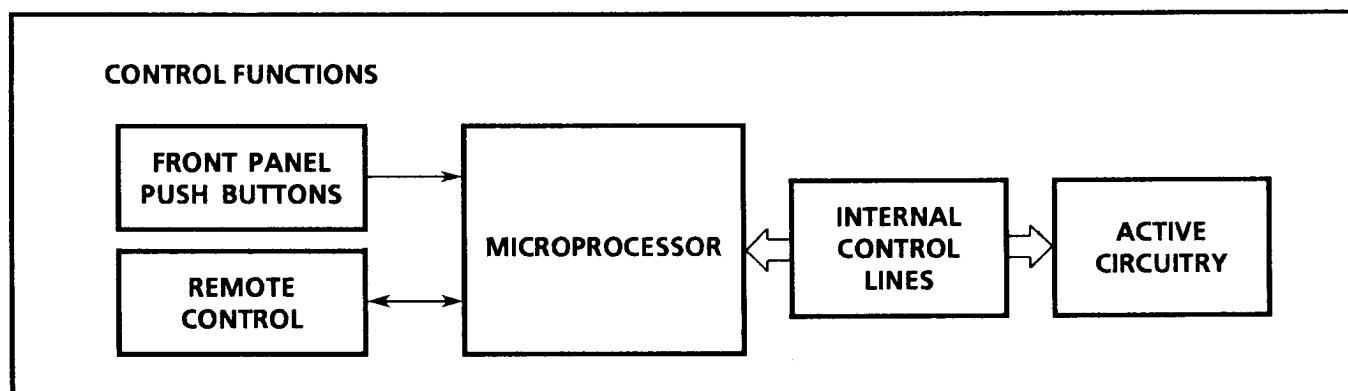 CONTROL FUNCTIONS
FRONT PANEL
PUSH BUTTONS
REMOTE
CONTROL
MICROPROCESSOR
INTERNAL
CONTROL
LINES
ACTIVE
CIRCUITRY